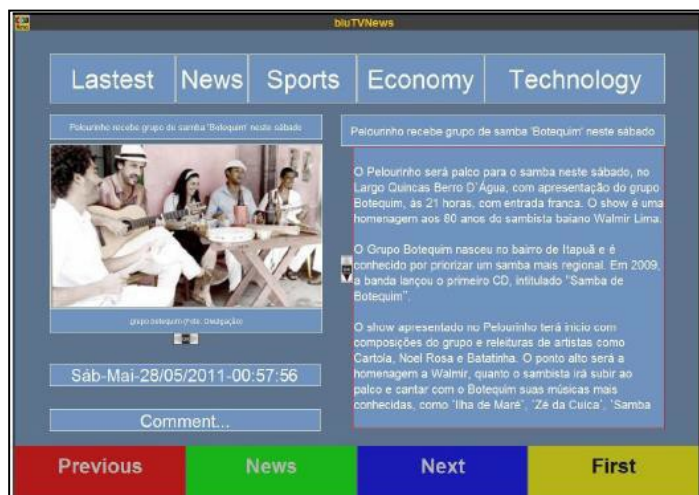 bluTVNews
Lastest News Sports Economy Technology
Pelourinho recebe grupo de samba 'Botequim' neste sábado
grupo botequim (Foto: Divulgação)
Sáb-Mai-28/05/2011-00:57:56
Comment...
Pelourinho recebe grupo de samba 'Botequim' neste sábado
O Pelourinho será palco para o samba neste sábado, no
Largo Quincas Berro D`Água, com apresentação do grupo
Botequim, às 21 horas, com entrada franca. O show é uma
homenagem aos 80 anos do sambista baiano Walmir Lima.
O Grupo Botequim nasceu no bairro de Itapuã e é
conhecido por priorizar um samba mais regional. Em 2009,
a banda lançou o primeiro CD, intitulado "Samba de
Botequim".
O show apresentado no Pelourinho terá inicio com
composições do grupo e releituras de artistas como
Cartola, Noel Rosa e Batatinha. O ponto alto será a
homenagem a Walmir, quanto o sambista irá subir ao
palco e cantar com o Botequim suas músicas mais
conhecidas, como `Ilha de Maré`, `Zé da Cuíca`, `Samba
Previous News Next First